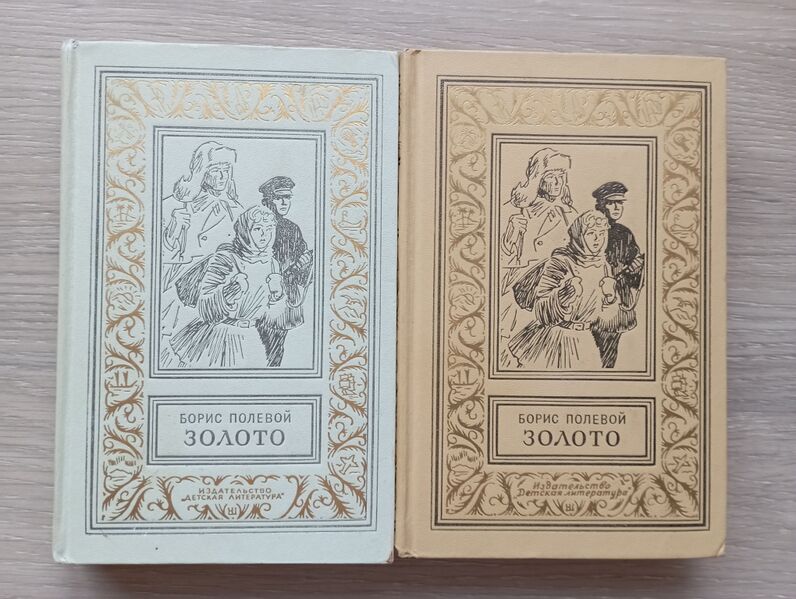 БОРИС ПОЛЕВОЙ
ЗОЛОТО
ИЗДАТЕЛЬСТВО
„ДЕТСКАЯ ЛИТЕРАТУРА"
БОРИС ПОЛЕВОЙ
ЗОЛОТО
Издательство
„Детская литература"